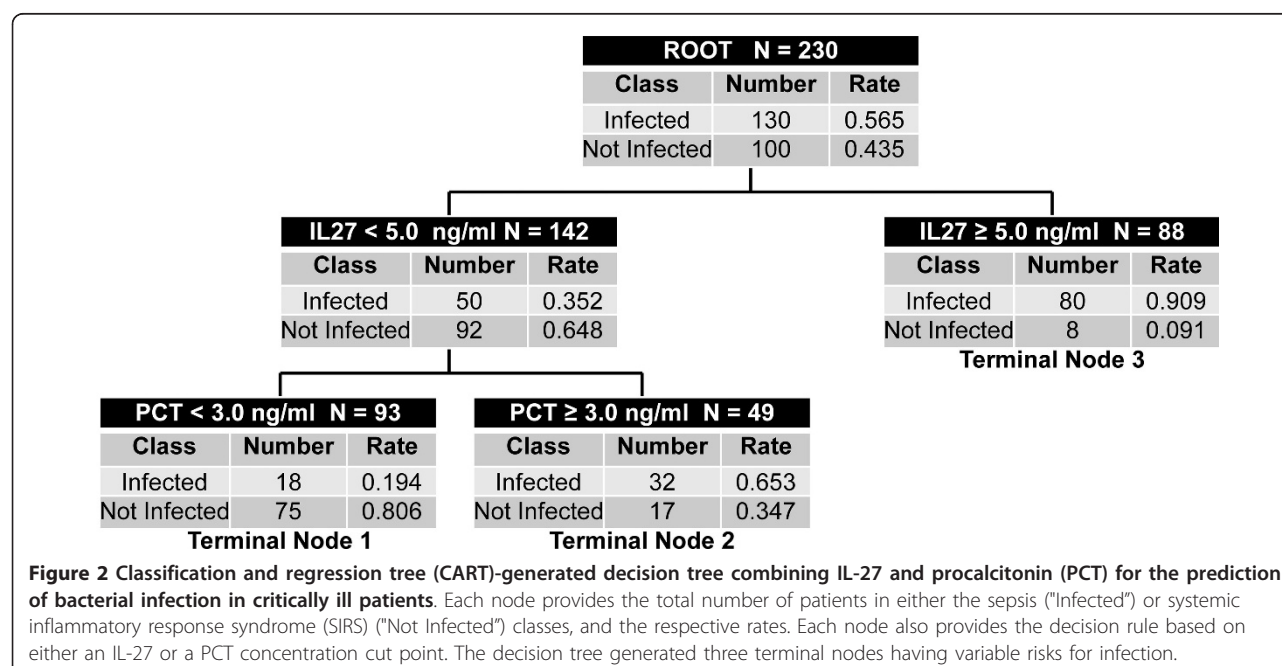 ROOT N = 230
Class Number Rate
Infected 130 0.565
Not Infected 100 0.435
IL27 < 5.0 ng/ml N = 142
Class Number Rate
Infected 50 0.352
Not Infected 92 0.648
IL27 ≥ 5.0 ng/ml N = 88
Class Number Rate
Infected 80 0.909
Not Infected 8 0.091
Terminal Node 3
PCT < 3.0 ng/ml N = 93
Class Number Rate
Infected 18 0.194
Not Infected 75 0.806
Terminal Node 1
PCT ≥ 3.0 ng/ml N = 49
Class Number Rate
Infected 32 0.653
Not Infected 17 0.347
Terminal Node 2
Figure 2 Classification and regression tree (CART)-generated decision tree combining IL-27 and procalcitonin (PCT) for the prediction
of bacterial infection in critically ill patients. Each node provides the total number of patients in either the sepsis ("Infected") or systemic
inflammatory response syndrome (SIRS) ("Not Infected") classes, and the respective rates. Each node also provides the decision rule based on
either an IL-27 or a PCT concentration cut point. The decision tree generated three terminal nodes having variable risks for infection.